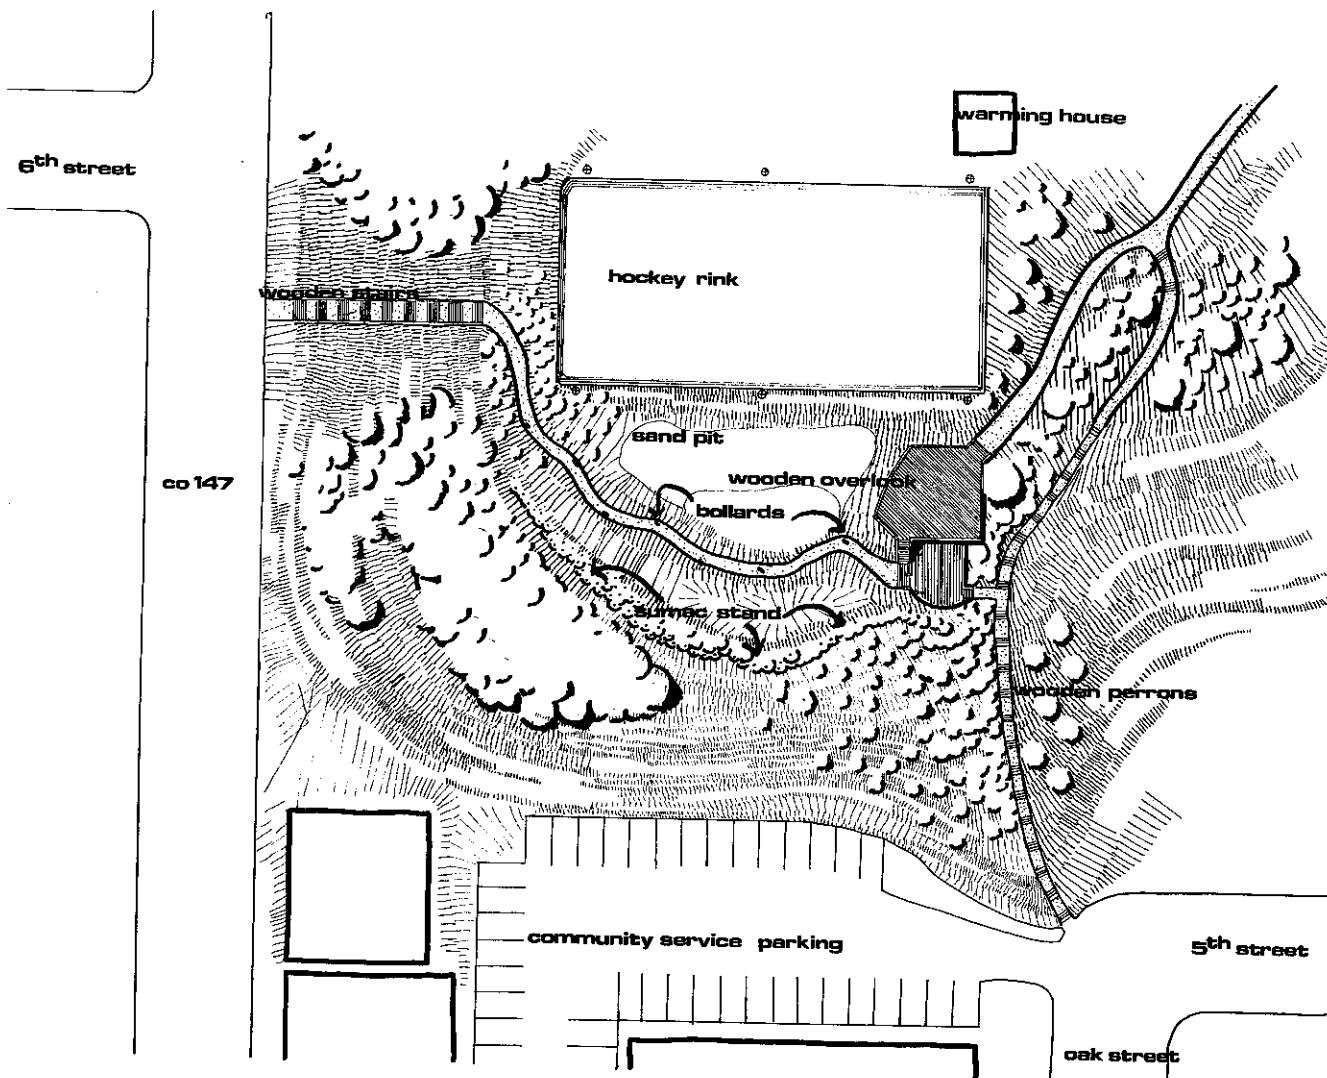 warming house
6th street
hockey rink
wooden stairs
sand pit
wooden overlook
co 147
bollards
sumac stand
wooden perrons
community service parking
5th street
oak street